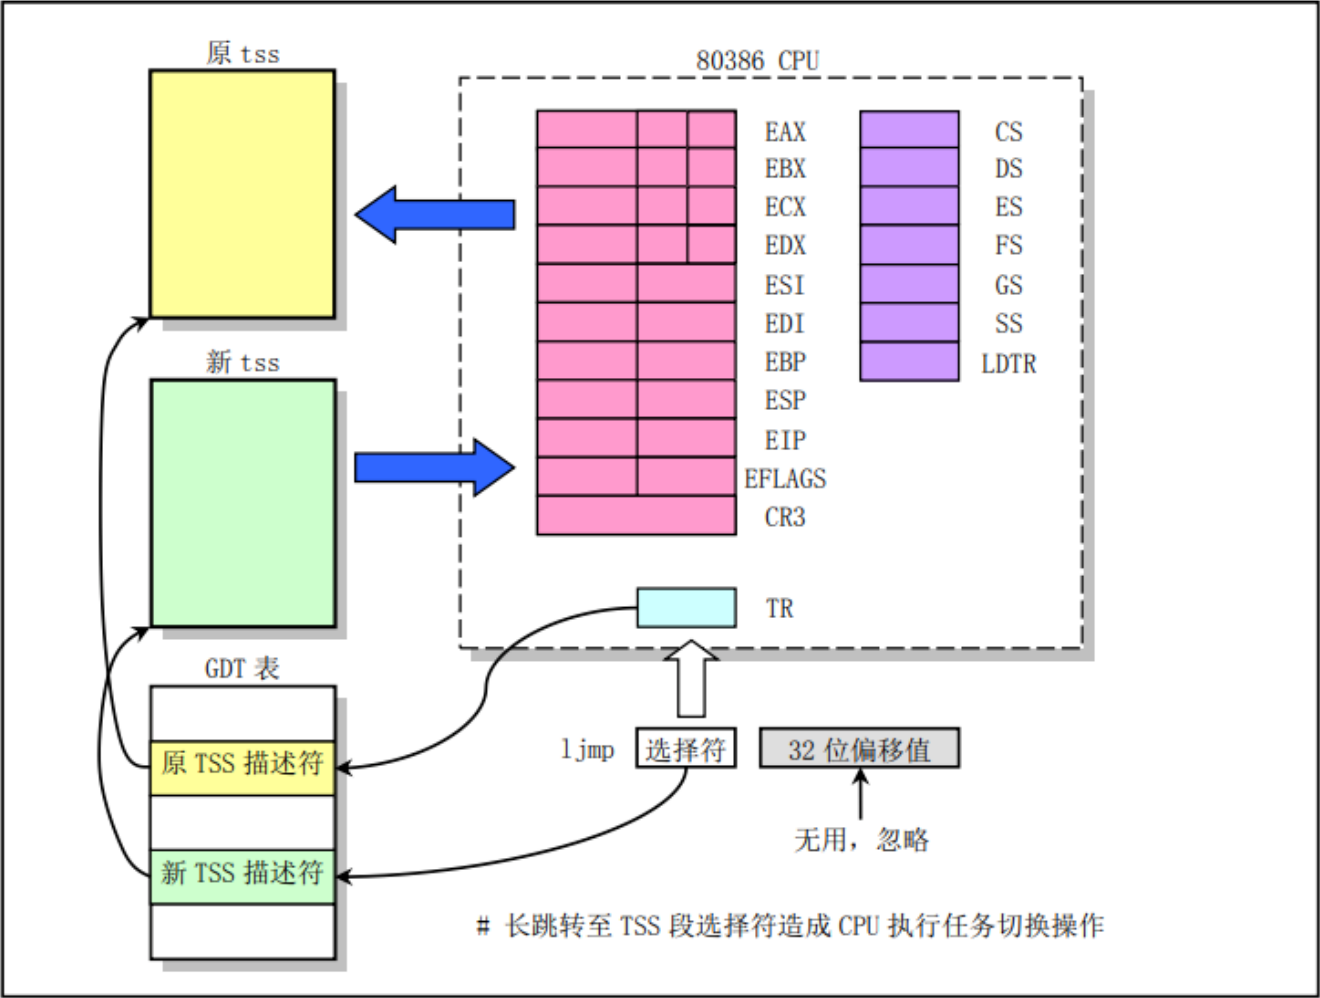 原 tss
80386 CPU
EAX
EBX
ECX
EDX
ESI
EDI
EBP
ESP
EIP
EFLAGS
CR3
CS
DS
ES
FS
GS
SS
LDTR
新 tss
TR
GDT 表
原 TSS 描述符
新 TSS 描述符
ljmp 选择符 32 位偏移值
无用，忽略
# 长跳转至 TSS 段选择符造成 CPU 执行任务切换操作